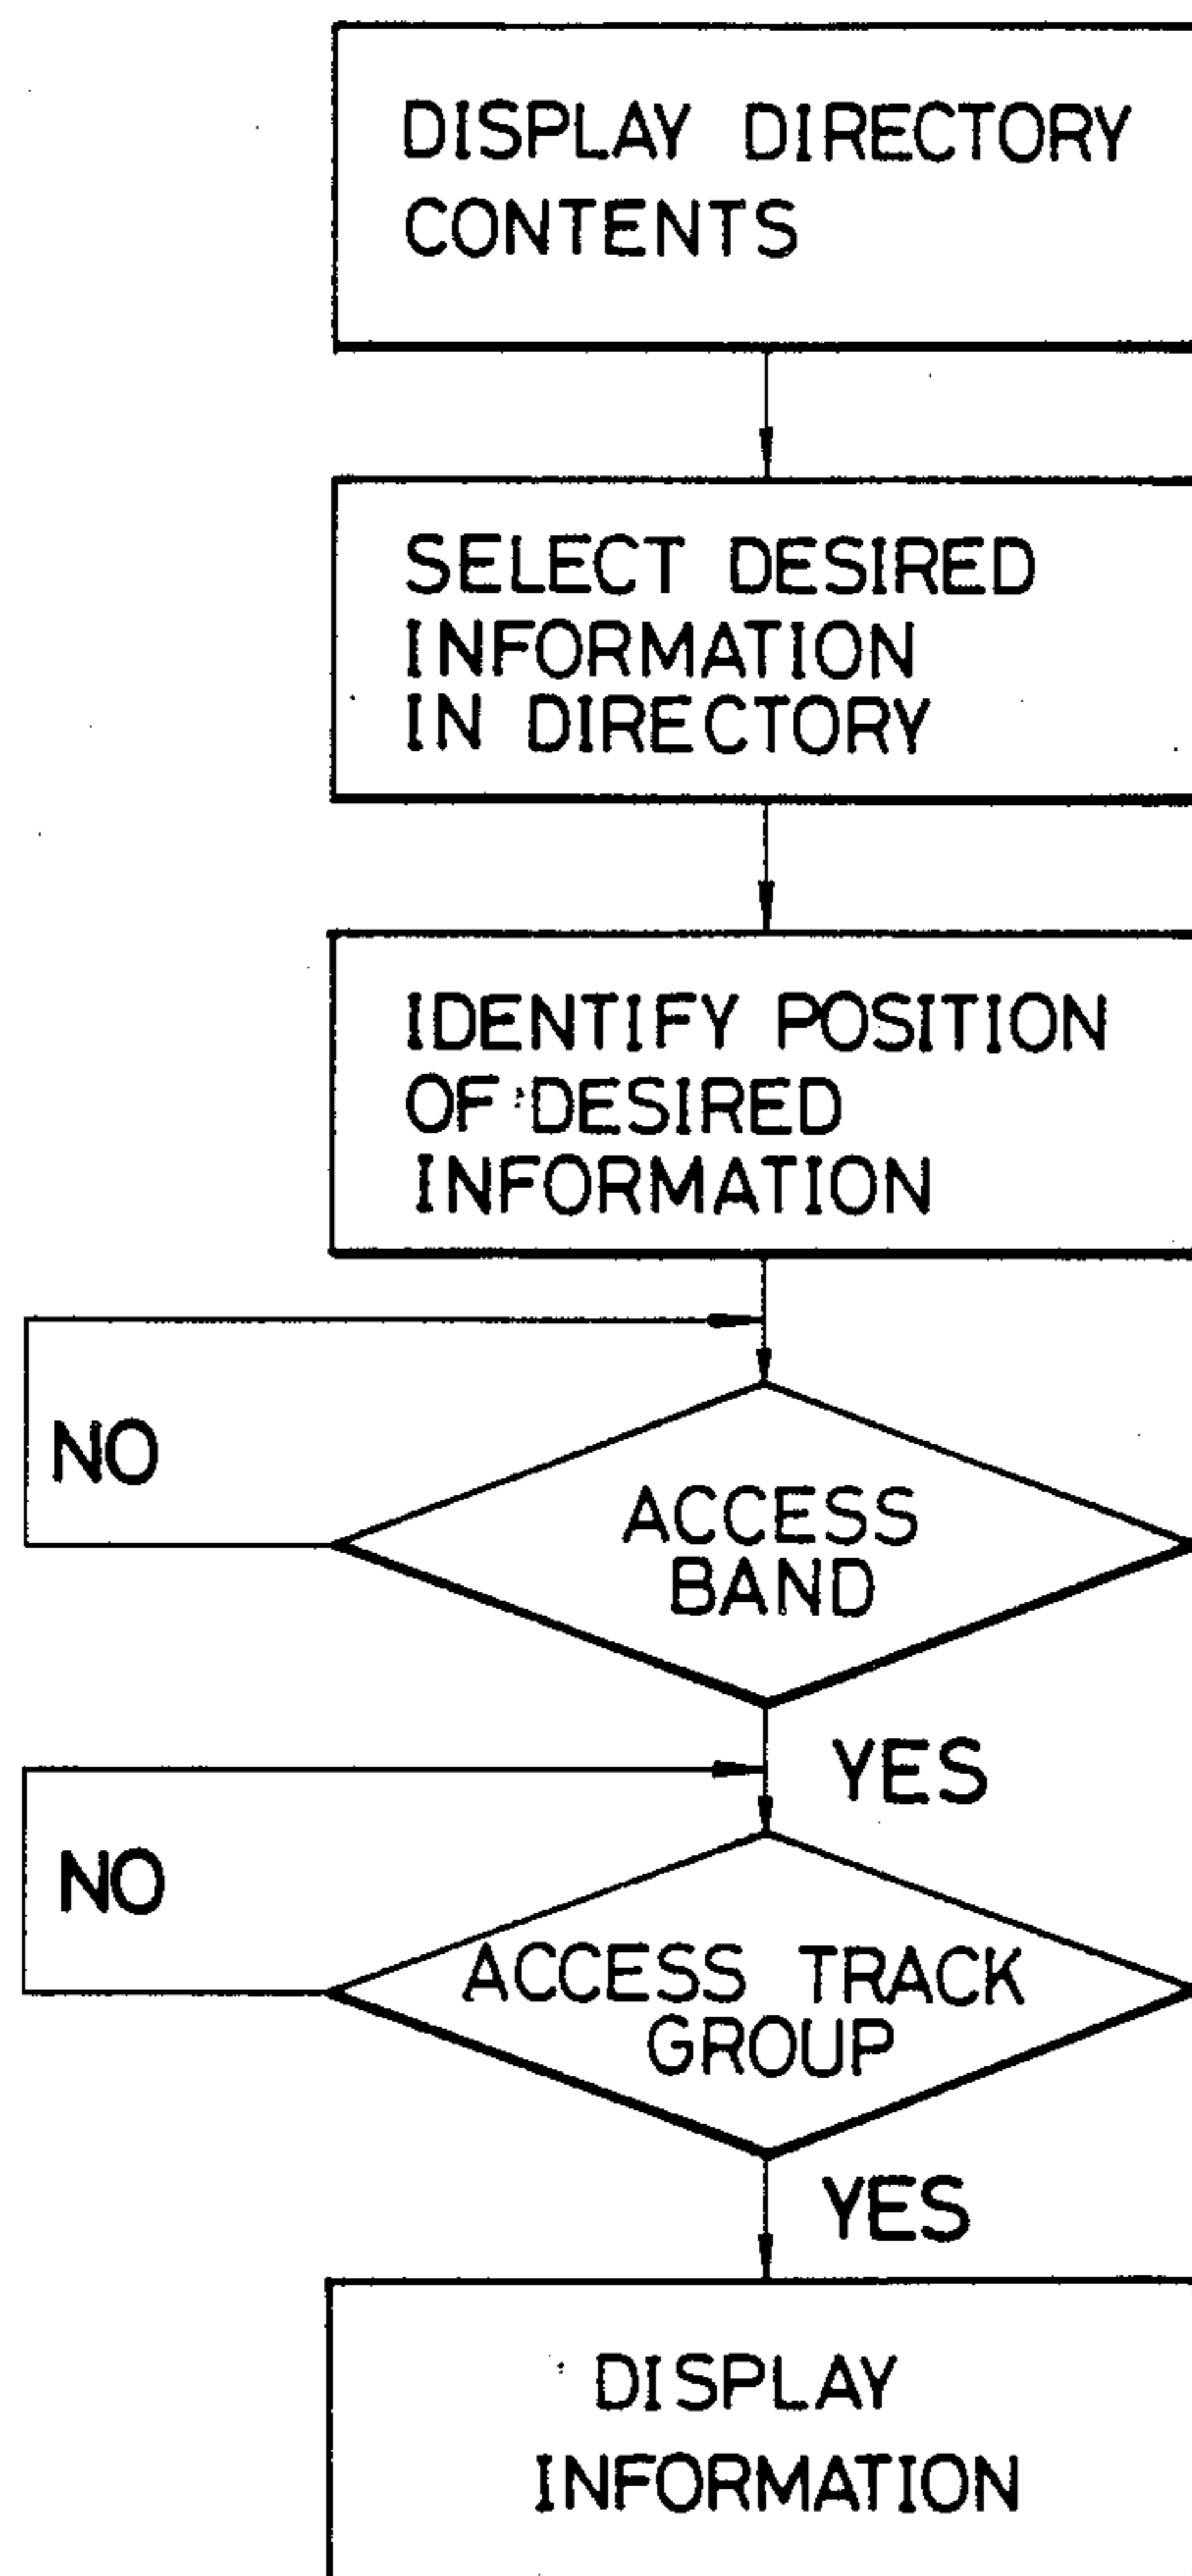 DISPLAY DIRECTORY
CONTENTS
SELECT DESIRED
INFORMATION
IN DIRECTORY
IDENTIFY POSITION
OF DESIRED
INFORMATION
NO
ACCESS
BAND
YES
NO
ACCESS TRACK
GROUP
YES
DISPLAY
INFORMATION